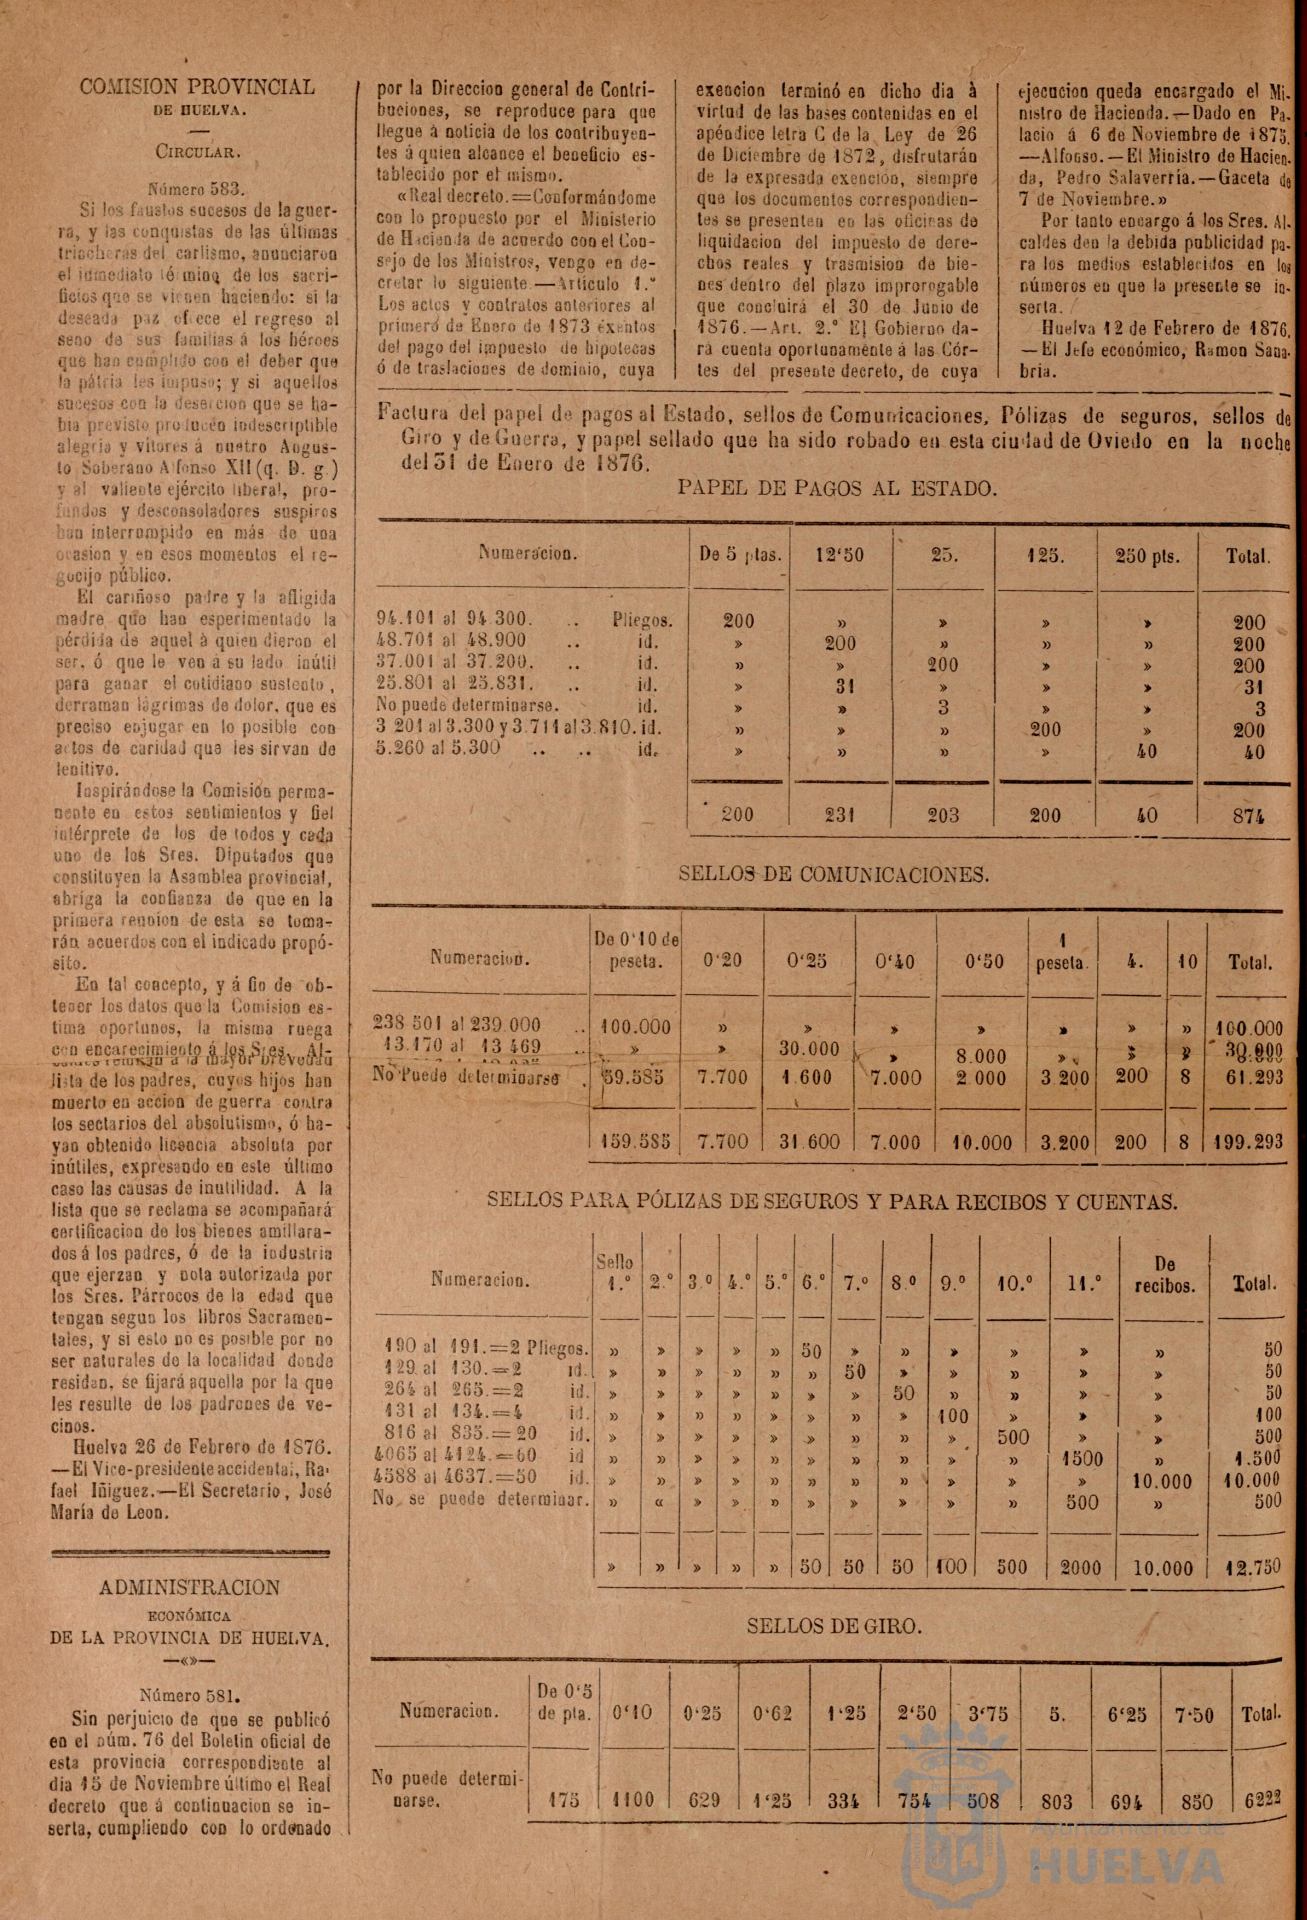 COMISION PROVINCIAL
DE HUELVA.
CIRCULAR.
Número 583.
Si los faustos sucesos de la guer-
ra, y las conquistas de las últimas
trincheras del carlismo, anunciaron
el inmediato término de los sacri-
ficios que se vienen haciendo: si la
deseada paz ofrece el regreso al
seno de sus familias á los héroes
que han cumplido con el deber que
la pátria les impuso; y si aquellos
sucesos con la desercion que se ha-
bia previsto producen indescriptible
alegria y vitores á nuetro Augus-
to Soberano Alfonso XII (q. D. g )
y al valiente ejército liberal, pro-
fundos y desconsoladores suspiros
han interrumpido en más de una
ocasion y en esos momentos el re-
gocijo público.
El cariñoso padre y la afligida
madre que han esperimentado la
pérdida de aquel á quien dieron el
ser, ó que le ven á su lado inútil
para ganar el cotidiano sustento ,
derraman lágrimas de dolor, que es
preciso enjugar en lo posible con
actos de caridad que les sirvan de
lenitivo.
Inspirándose la Comisión perma-
nente en estos sentimientos y fiel
intérprete de los de todos y cada
uno de los Sres. Diputados que
constituyen la Asamblea provincial,
abriga la confianza de que en la
primera reunion de esta se toma-
rán acuerdos con el indicado propó-
sito.
En tal concepto, y á fin de ob-
tener los datos que la Comision es-
tima oportunos, la misma ruega
con encarecimiento á los Sres. Al-
la mayor brevedad
lista de los padres, cuyos hijos han
muerto en accion de guerra contra
los sectarios del absolutismo, ó ha-
yan obtenido licencia absoluta por
inútiles, expresando en este último
caso las causas de inutilidad. A la
lista que se reclama se acompañará
certificacion de los bienes amillara-
dos á los padres, ó de la industria
que ejerzan y nota autorizada por
los Sres. Párrocos de la edad que
tengan segun los libros Sacramen-
tales, y si esto no es posible por no
ser naturales de la localidad donde
residan, se fijará aquella por la que
les resulte de los padrones de ve-
cinos.
Huelva 26 de Febrero de 1876.
—El Vice-presidente accidental, Ra-
fael Iñiguez.—El Secretario, José
María de Leon.
ADMINISTRACION
ECONÓMICA
DE LA PROVINCIA DE HUELVA.
—«»—
Número 581.
Sin perjuicio de que se publicó
en el núm. 76 del Boletin oficial de
esta provincia correspondiente al
dia 15 de Noviembre último el Real
decreto que á continuacion se in-
serta, cumpliendo con lo ordenado
por la Direccion general de Contri-
buciones, se reproduce para que
llegue á noticia de los contribuyen-
tes á quien alcance el beneficio es-
tablecido por el mismo.
«Real decreto.=Conformándome
con lo propuesto por el Ministerio
de Hacienda de acuerdo con el Con-
sejo de los Ministros, vengo en de-
cretar lo siguiente.—Artículo 1.°
Los actos y contratos anteriores al
primero de Enero de 1873 exentos
del pago del impuesto de hipotecas
ó de traslaciones de dominio, cuya
exencion terminó en dicho dia á
virtud de las bases contenidas en el
apéndice letra C de la Ley de 26
de Diciembre de 1872, disfrutarán
de la expresada exención, siempre
que los documentos correspondien-
tes se presenten en las oficinas de
liquidacion del impuesto de dere-
chos reales y trasmision de bie-
nes dentro del plazo improrogable
que concluirá el 30 de Junio de
1876.—Art. 2.° El Gobierno da-
rá cuenta oportunamente á las Cór-
tes del presente decreto, de cuya
ejecucion queda encargado el Mi-
nistro de Hacienda.—Dado en Pa-
lacio á 6 de Noviembre de 1875.
—Alfonso.—El Ministro de Hacien-
da, Pedro Salaverría.—Gaceta de
7 de Noviembre.»
Por tanto encargo á los Sres. Al-
caldes den la debida publicidad pa-
ra los medios establecidos en los
números en que la presente se in-
serta.
Huelva 12 de Febrero de 1876.
—El Jefe económico, Ramon Sana-
bria.
Factura del papel de pagos al Estado, sellos de Comunicaciones, Pólizas de seguros, sellos de
Giro y de Guerra, y papel sellado que ha sido robado en esta ciudad de Oviedo en la noche
del 31 de Enero de 1876.
PAPEL DE PAGOS AL ESTADO.
Numeracion. De 5 ptas. 12‘50 25. 125. 250 pts. Total.
94.101 al 94.300. .. Pliegos. 200 » » » » 200
48.701 al 48.900 .. id. » 200 » » » 200
37.001 al 37.200. .. id. » » 200 » » 200
25.801 al 25.831. .. id. » 31 » » » 31
No puede determinarse. id. » » 3 » » 3
3 201 al 3.300 y 3.711 al 3.810. id. » » » 200 » 200
5.260 al 5.300 .. .. id. » » » » 40 40
200 231 203 200 40 874
SELLOS DE COMUNICACIONES.
Numeracion. De 0‘10 de peseta. 0‘20 0‘25 0‘40 0‘50 1 peseta. 4. 10 Total.
238 501 al 239.000 .. 100.000 » » » » » » » 100.000
13.170 al 13 469 .. » » 30.000 » » » » 30.000
8.000
No Puede determinarse . 59.585 7.700 1.600 7.000 2 000 3 200 200 8 61.293
159.585 7.700 31.600 7.000 10.000 3.200 200 8 199.293
SELLOS PARA PÓLIZAS DE SEGUROS Y PARA RECIBOS Y CUENTAS.
Numeracion. Sello 1.° 2.° 3.° 4.° 5.° 6.° 7.° 8.° 9.° 10.° 11.° De recibos. Total.
190 al 191.=2 Pliegos. » » » » » 50 » » » » » » 50
129 al 130.=2 id. » » » » » » 50 » » » » » 50
264 al 265.=2 id. » » » » » » » 50 » » » » 50
131 al 134.=4 id. » » » » » » » » 100 » » » 100
816 al 835.=20 id. » » » » » » » » » 500 » » 500
4065 al 4124.=60 id » » » » » » » » » » 1500 » 1.500
4588 al 4637.=50 id. » » » » » » » » » » » 10.000 10.000
No se puede determinar. » « » » » » » » » » 500 » 500
» » » » » 50 50 50 100 500 2000 10.000 12.750
SELLOS DE GIRO.
Numeracion. De 0‘5 de pta. 0‘10 0‘25 0‘62 1‘25 2‘50 3‘75 5. 6‘25 7‘50 Total.
No puede determi-
narse. 175 1100 629 1‘25 334 754 508 803 694 850 6222
Ayuntamiento de
HUELVA